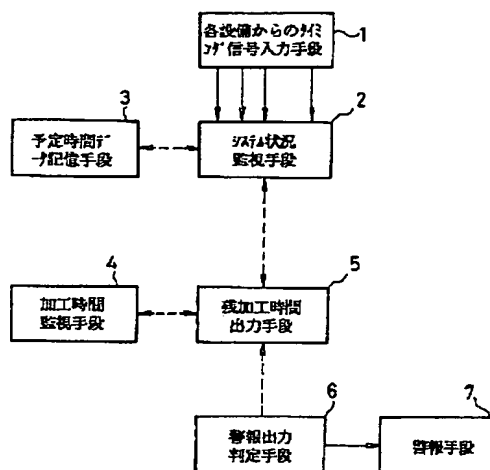 各設備からのﾀｲﾐ
ﾝｸﾞ信号入力手段
1
2
3
予定時間ﾃﾞ
ｰﾀ記憶手段
ｼｽﾃﾑ状況
監視手段
4
5
加工時間
監視手段
残加工時間
出力手段
6
7
警報出力
判定手段
警報手段